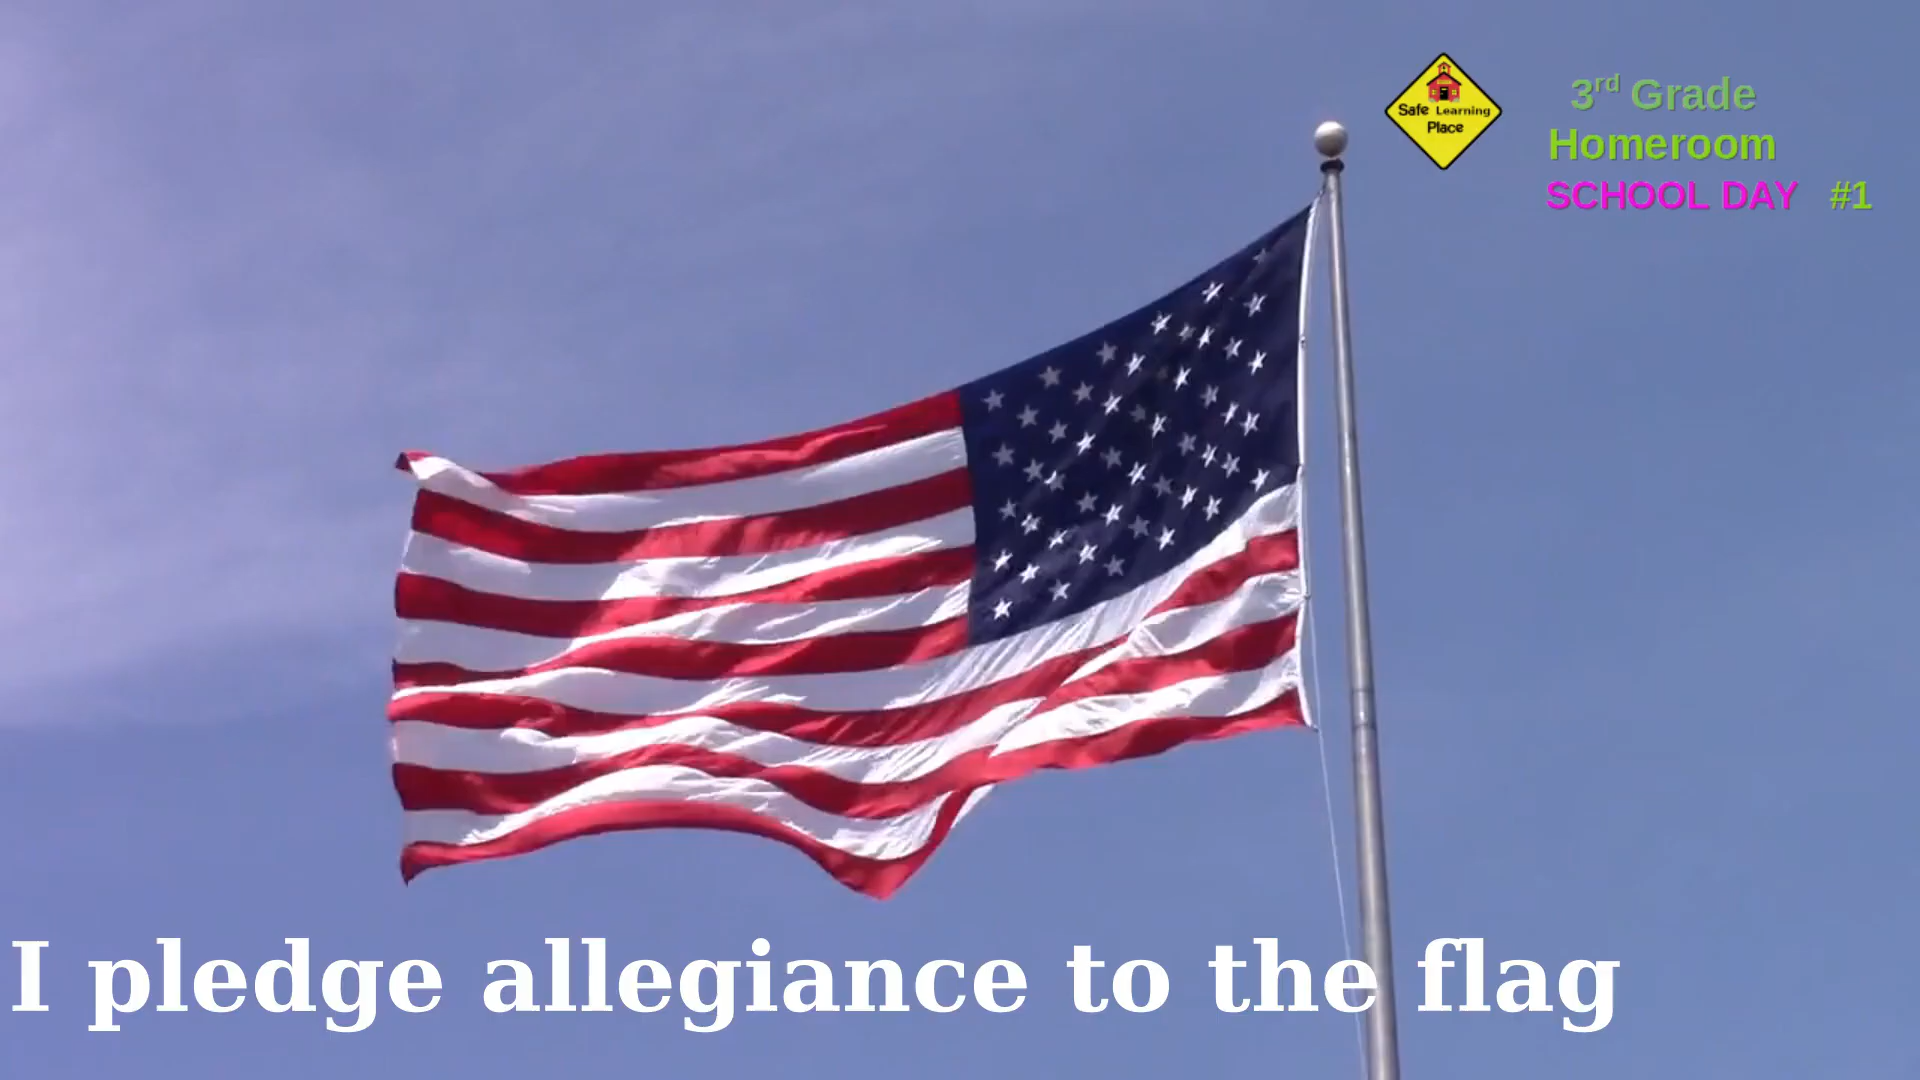 Safe Learning
Place
3rd Grade
Homeroom
SCHOOL DAY #1
I pledge allegiance to the flag